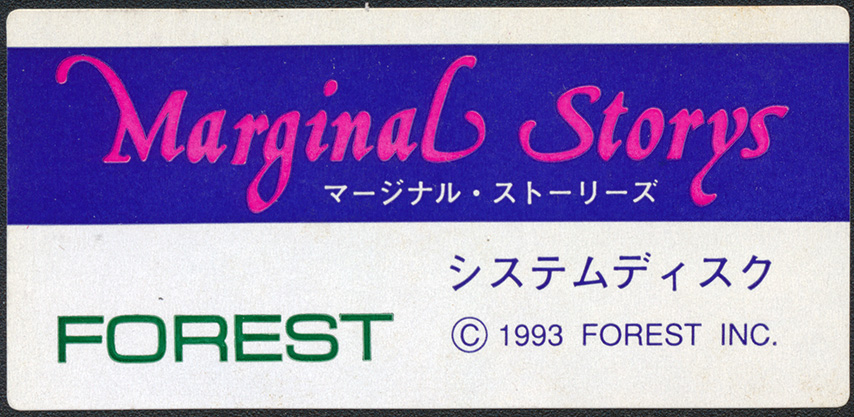 Marginal Storys
マージナル・ストーリーズ
システムディスク
FOREST
Ⓒ 1993 FOREST INC.